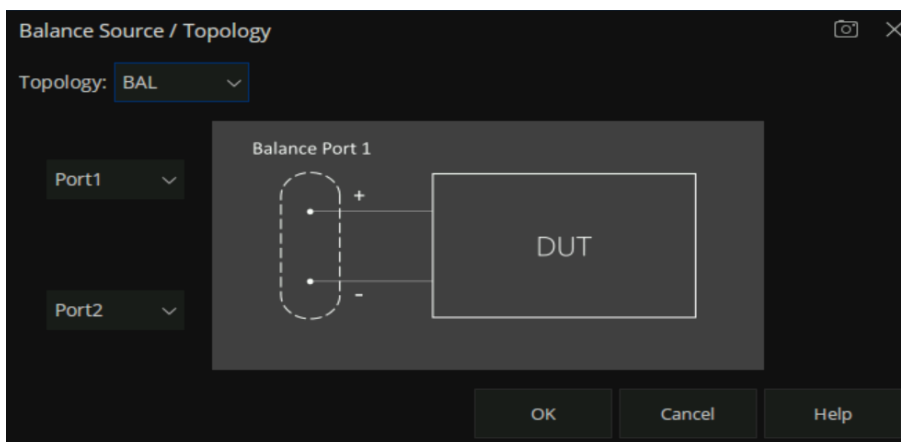 Balance Source / Topology
Topology: BAL
Balance Port 1
Port1
+
DUT
-
Port2
OK Cancel Help